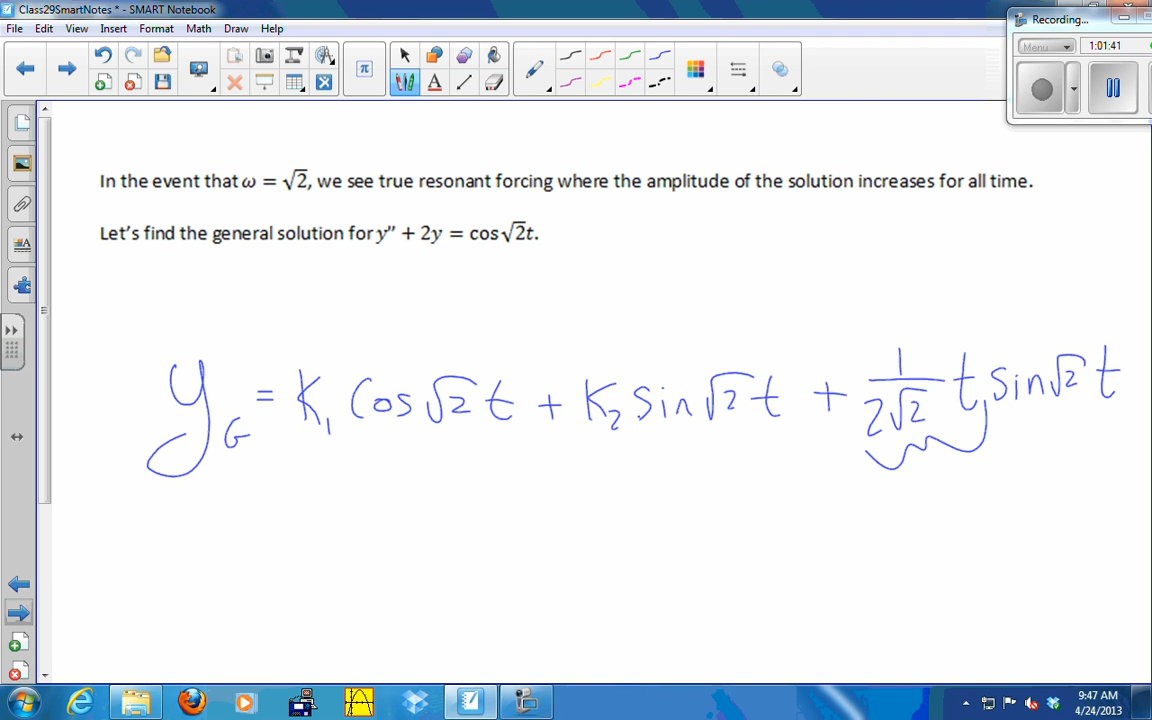 Class29SmartNotes * - SMART Notebook
File Edit View Insert Format Math Draw Help
Recording...
Menu
1:01:41
π
A
In the event that ω = √2, we see true resonant forcing where the amplitude of the solution increases for all time.
Let's find the general solution for y'' + 2y = cos√2t.
y_G = K₁ cos√2 t + K₂ sin√2 t + 1/(2√2) t sin√2 t
9:47 AM
4/24/2013